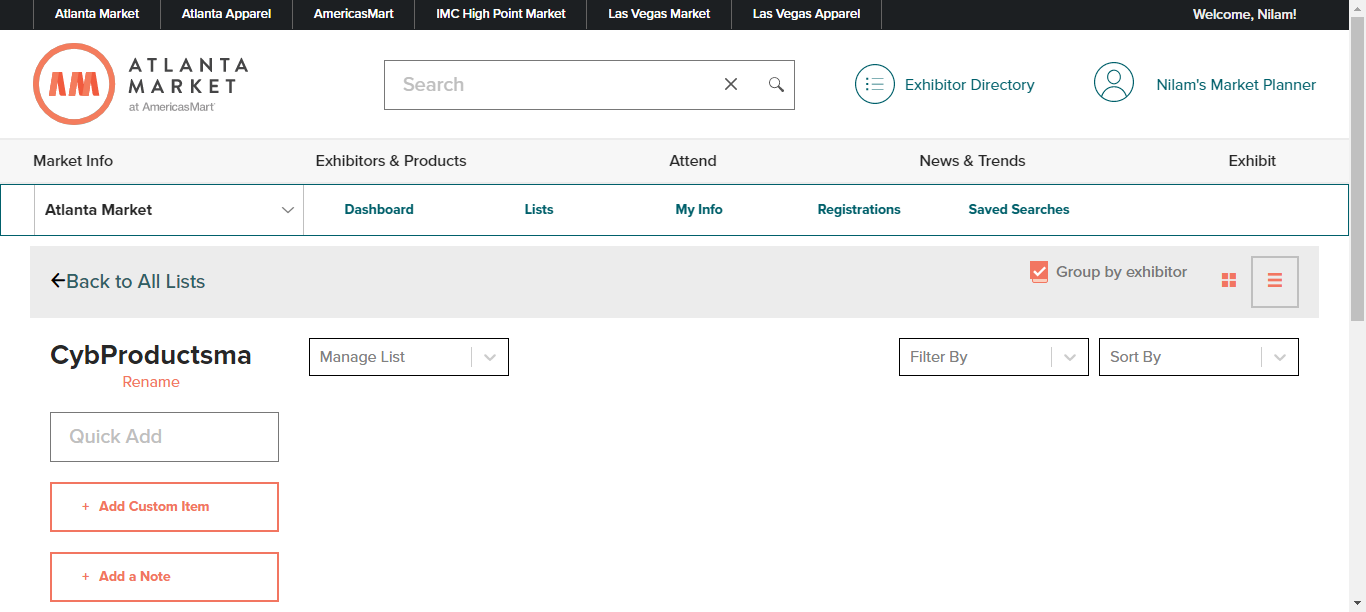 Atlanta Market Atlanta Apparel AmericasMart IMC High Point Market Las Vegas Market Las Vegas Apparel Welcome, Nilam!
ATLANTA
MARKET
at AmericasMart
Search
Exhibitor Directory
Nilam's Market Planner
Market Info Exhibitors & Products Attend News & Trends Exhibit
Atlanta Market Dashboard Lists My Info Registrations Saved Searches
Back to All Lists
Group by exhibitor
CybProductsma
Rename
Manage List
Filter By
Sort By
Quick Add
+ Add Custom Item
+ Add a Note